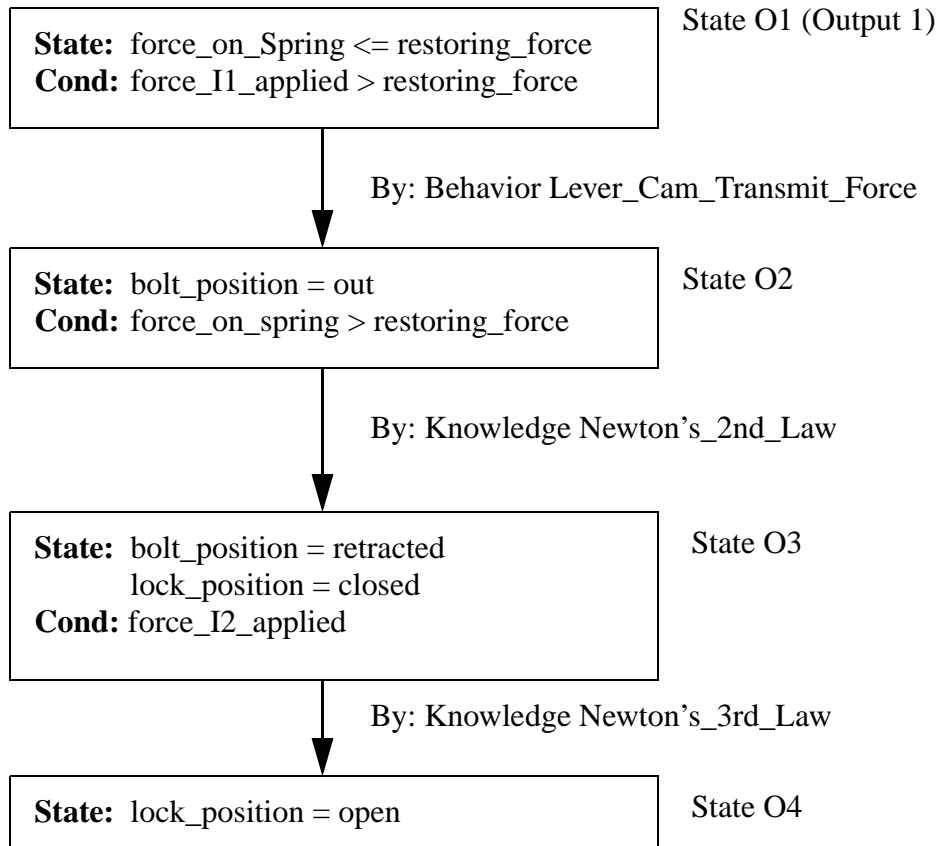 State O1 (Output 1)
State: force_on_Spring <= restoring_force
Cond: force_I1_applied > restoring_force
By: Behavior Lever_Cam_Transmit_Force
State O2
State: bolt_position = out
Cond: force_on_spring > restoring_force
By: Knowledge Newton's_2nd_Law
State O3
State: bolt_position = retracted
lock_position = closed
Cond: force_I2_applied
By: Knowledge Newton's_3rd_Law
State O4
State: lock_position = open